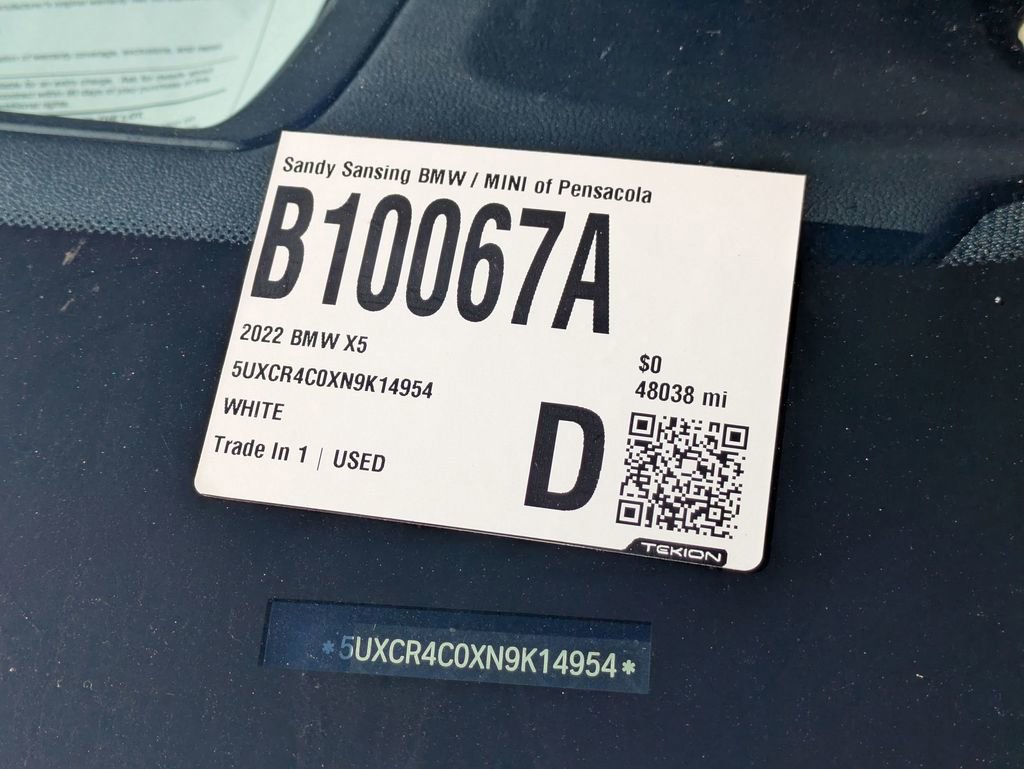 Sandy Sansing BMW / MINI of Pensacola
B10067A
2022 BMW X5
5UXCR4C0XN9K14954
WHITE
Trade In 1 | USED
$0
48038 mi
D
TEKION
*5UXCR4C0XN9K14954*